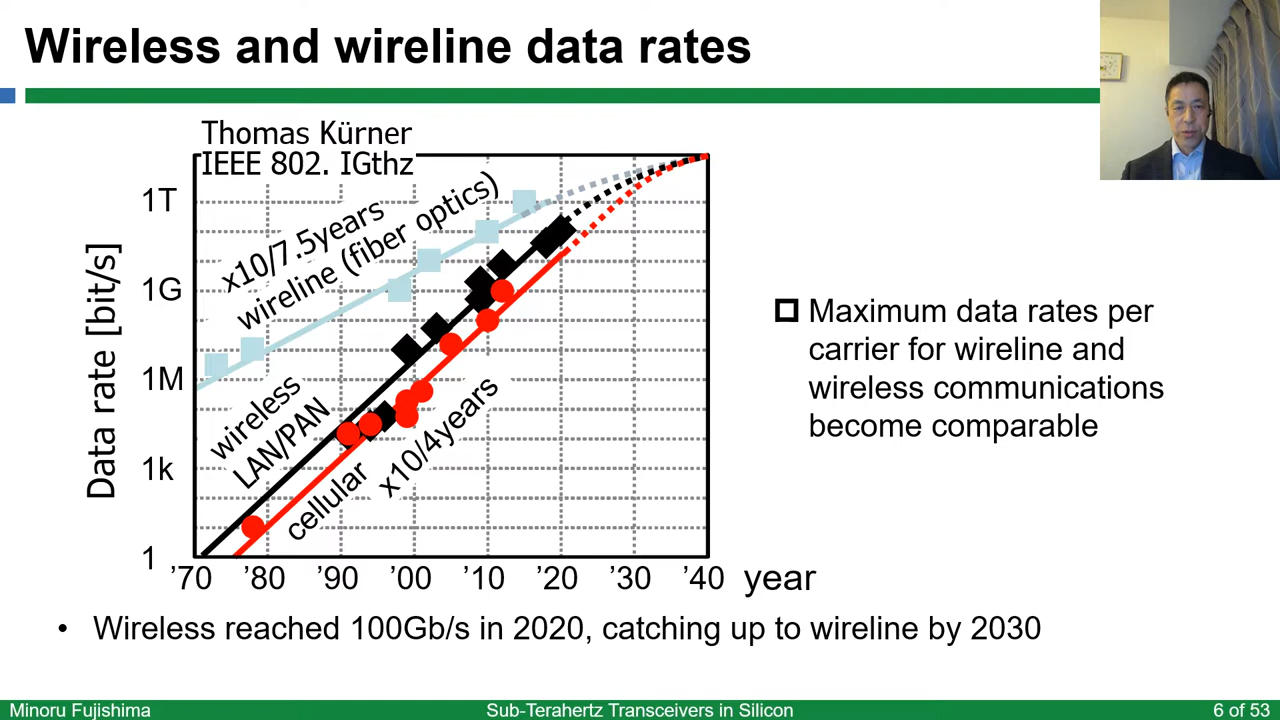 Wireless and wireline data rates
Thomas Kürner
IEEE 802. IGthz
1T
1G
1M
1k
1
Data rate [bit/s]
x10/7.5years
wireline (fiber optics)
wireless
LAN/PAN
cellular
x10/4years
’70 ’80 ’90 ’00 ’10 ’20 ’30 ’40 year
Maximum data rates per
carrier for wireline and
wireless communications
become comparable
• Wireless reached 100Gb/s in 2020, catching up to wireline by 2030
Minoru Fujishima Sub-Terahertz Transceivers in Silicon 6 of 53